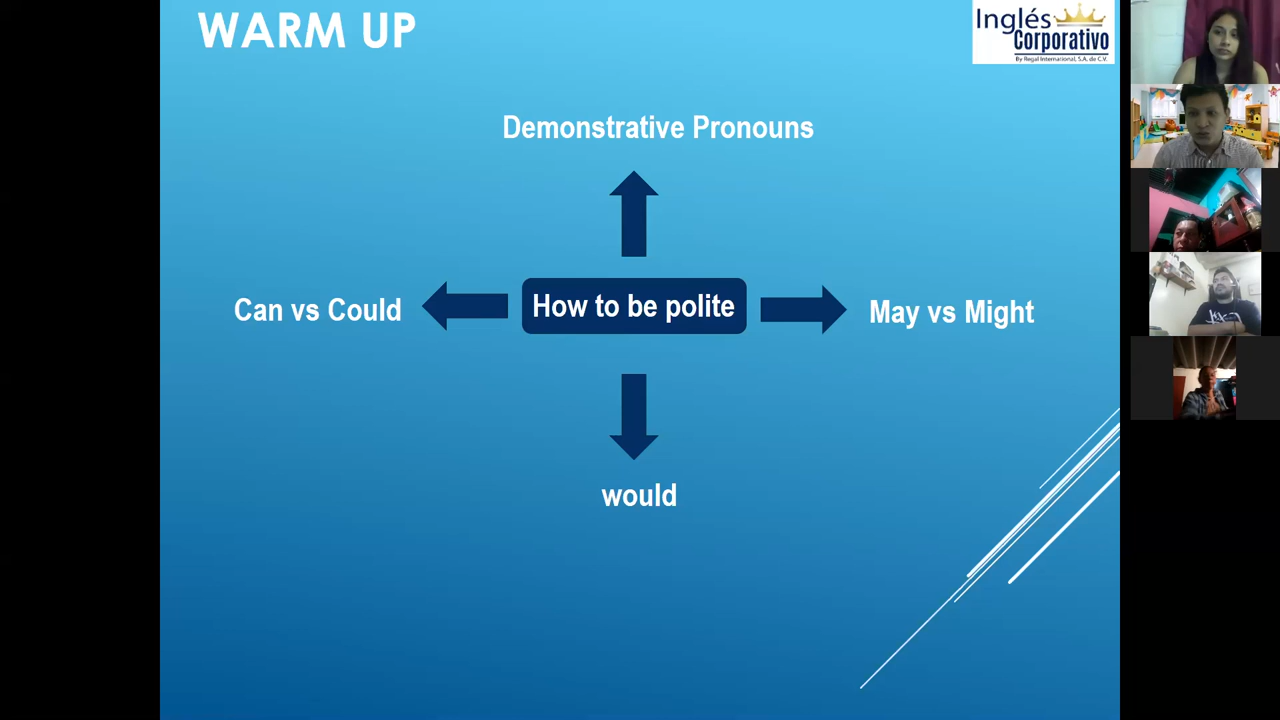 WARM UP
Inglés
Corporativo
By Regal International, S.A. de C.V.
Demonstrative Pronouns
Can vs Could
How to be polite
May vs Might
would